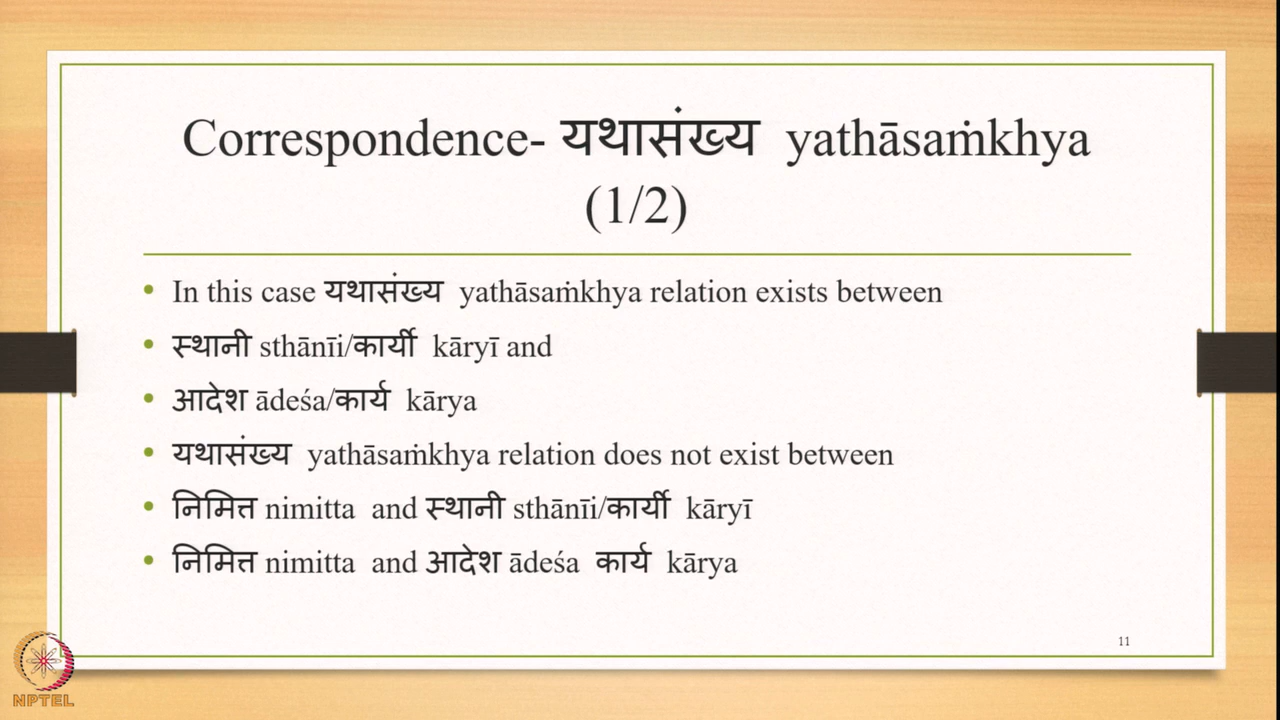 Correspondence- यथासंख्य yathāsaṁkhya
(1/2)
• In this case यथासंख्य yathāsaṁkhya relation exists between
• स्थानी sthānīi/कार्यी kāryī and
• आदेश ādeśa/कार्य kārya
• यथासंख्य yathāsaṁkhya relation does not exist between
• निमित्त nimitta and स्थानी sthānīi/कार्यी kāryī
• निमित्त nimitta and आदेश ādeśa कार्य kārya
11
NPTEL